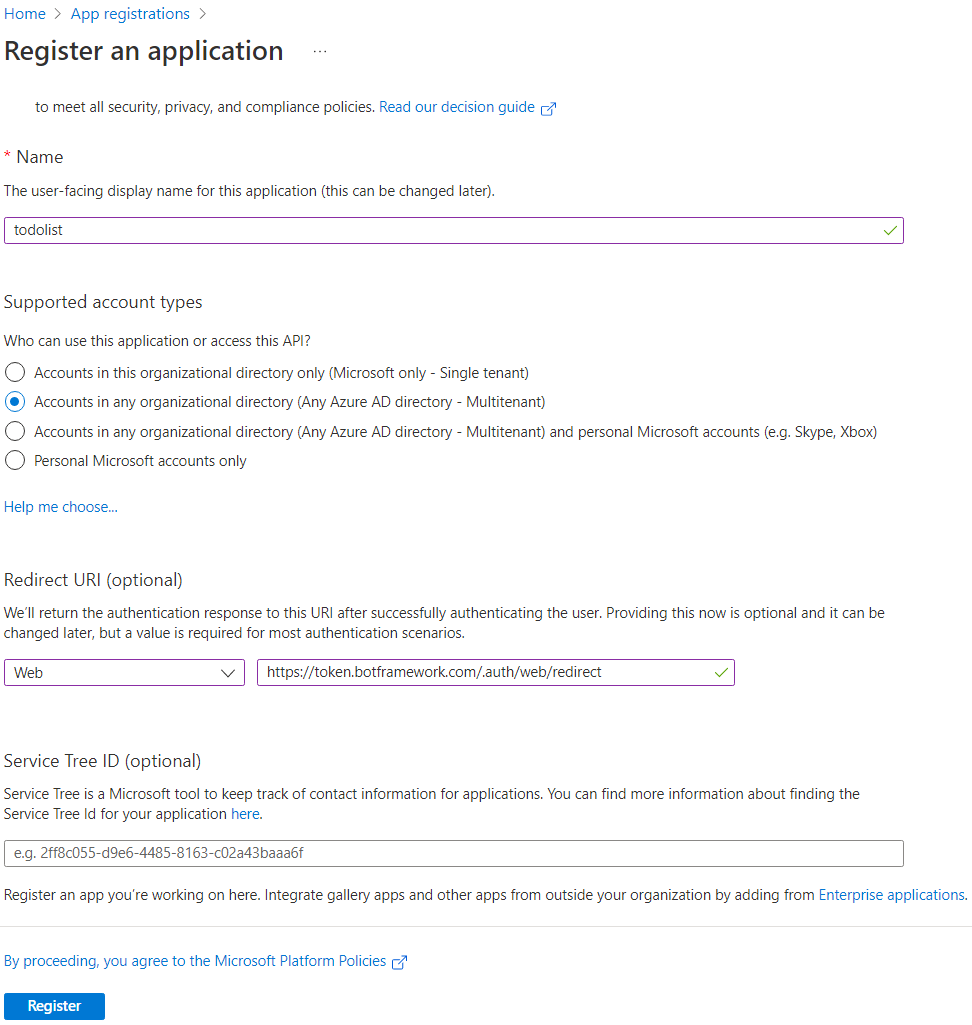 Home > App registrations >
Register an application ...
to meet all security, privacy, and compliance policies. Read our decision guide
* Name
The user-facing display name for this application (this can be changed later).
todolist
Supported account types
Who can use this application or access this API?
Accounts in this organizational directory only (Microsoft only - Single tenant)
Accounts in any organizational directory (Any Azure AD directory - Multitenant)
Accounts in any organizational directory (Any Azure AD directory - Multitenant) and personal Microsoft accounts (e.g. Skype, Xbox)
Personal Microsoft accounts only
Help me choose...
Redirect URI (optional)
We'll return the authentication response to this URI after successfully authenticating the user. Providing this now is optional and it can be
changed later, but a value is required for most authentication scenarios.
Web https://token.botframework.com/.auth/web/redirect
Service Tree ID (optional)
Service Tree is a Microsoft tool to keep track of contact information for applications. You can find more information about finding the
Service Tree Id for your application here.
e.g. 2ff8c055-d9e6-4485-8163-c02a43baaa6f
Register an app you're working on here. Integrate gallery apps and other apps from outside your organization by adding from Enterprise applications.
By proceeding, you agree to the Microsoft Platform Policies
Register